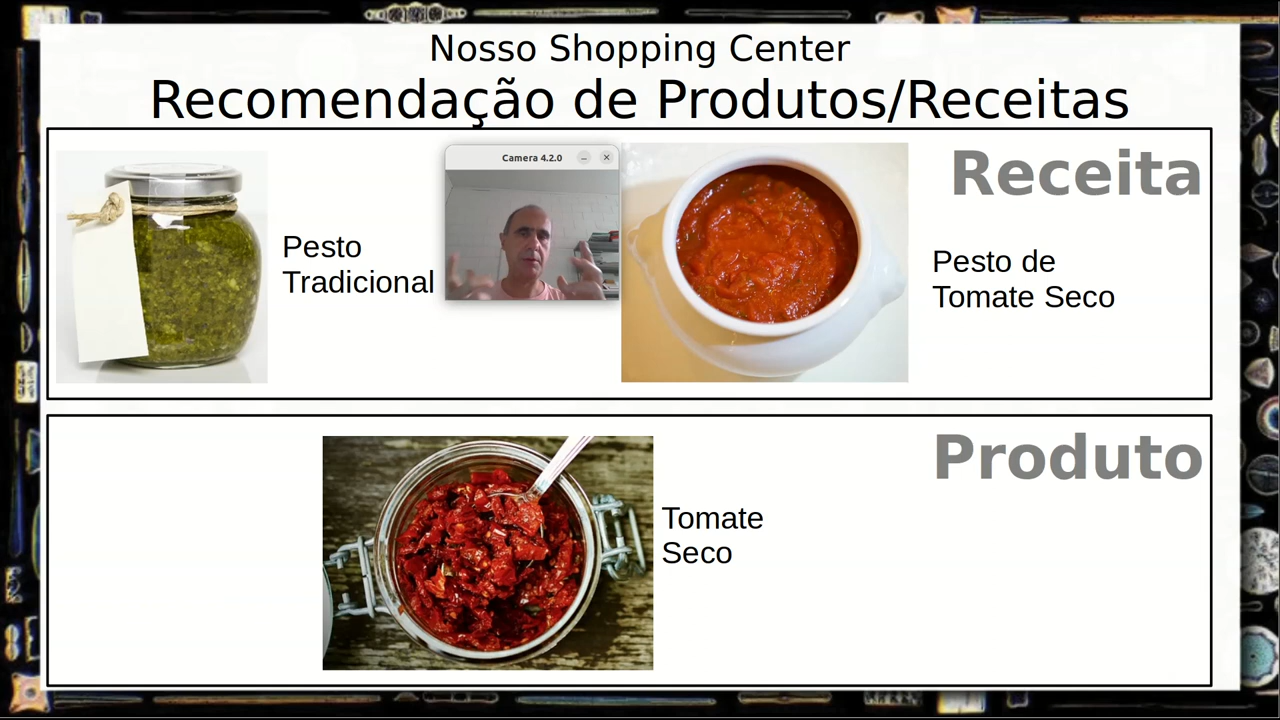 Nosso Shopping Center
Recomendação de Produtos/Receitas
Receita
Camera 4.2.0
Pesto
Tradicional
Pesto de
Tomate Seco
Produto
Tomate
Seco